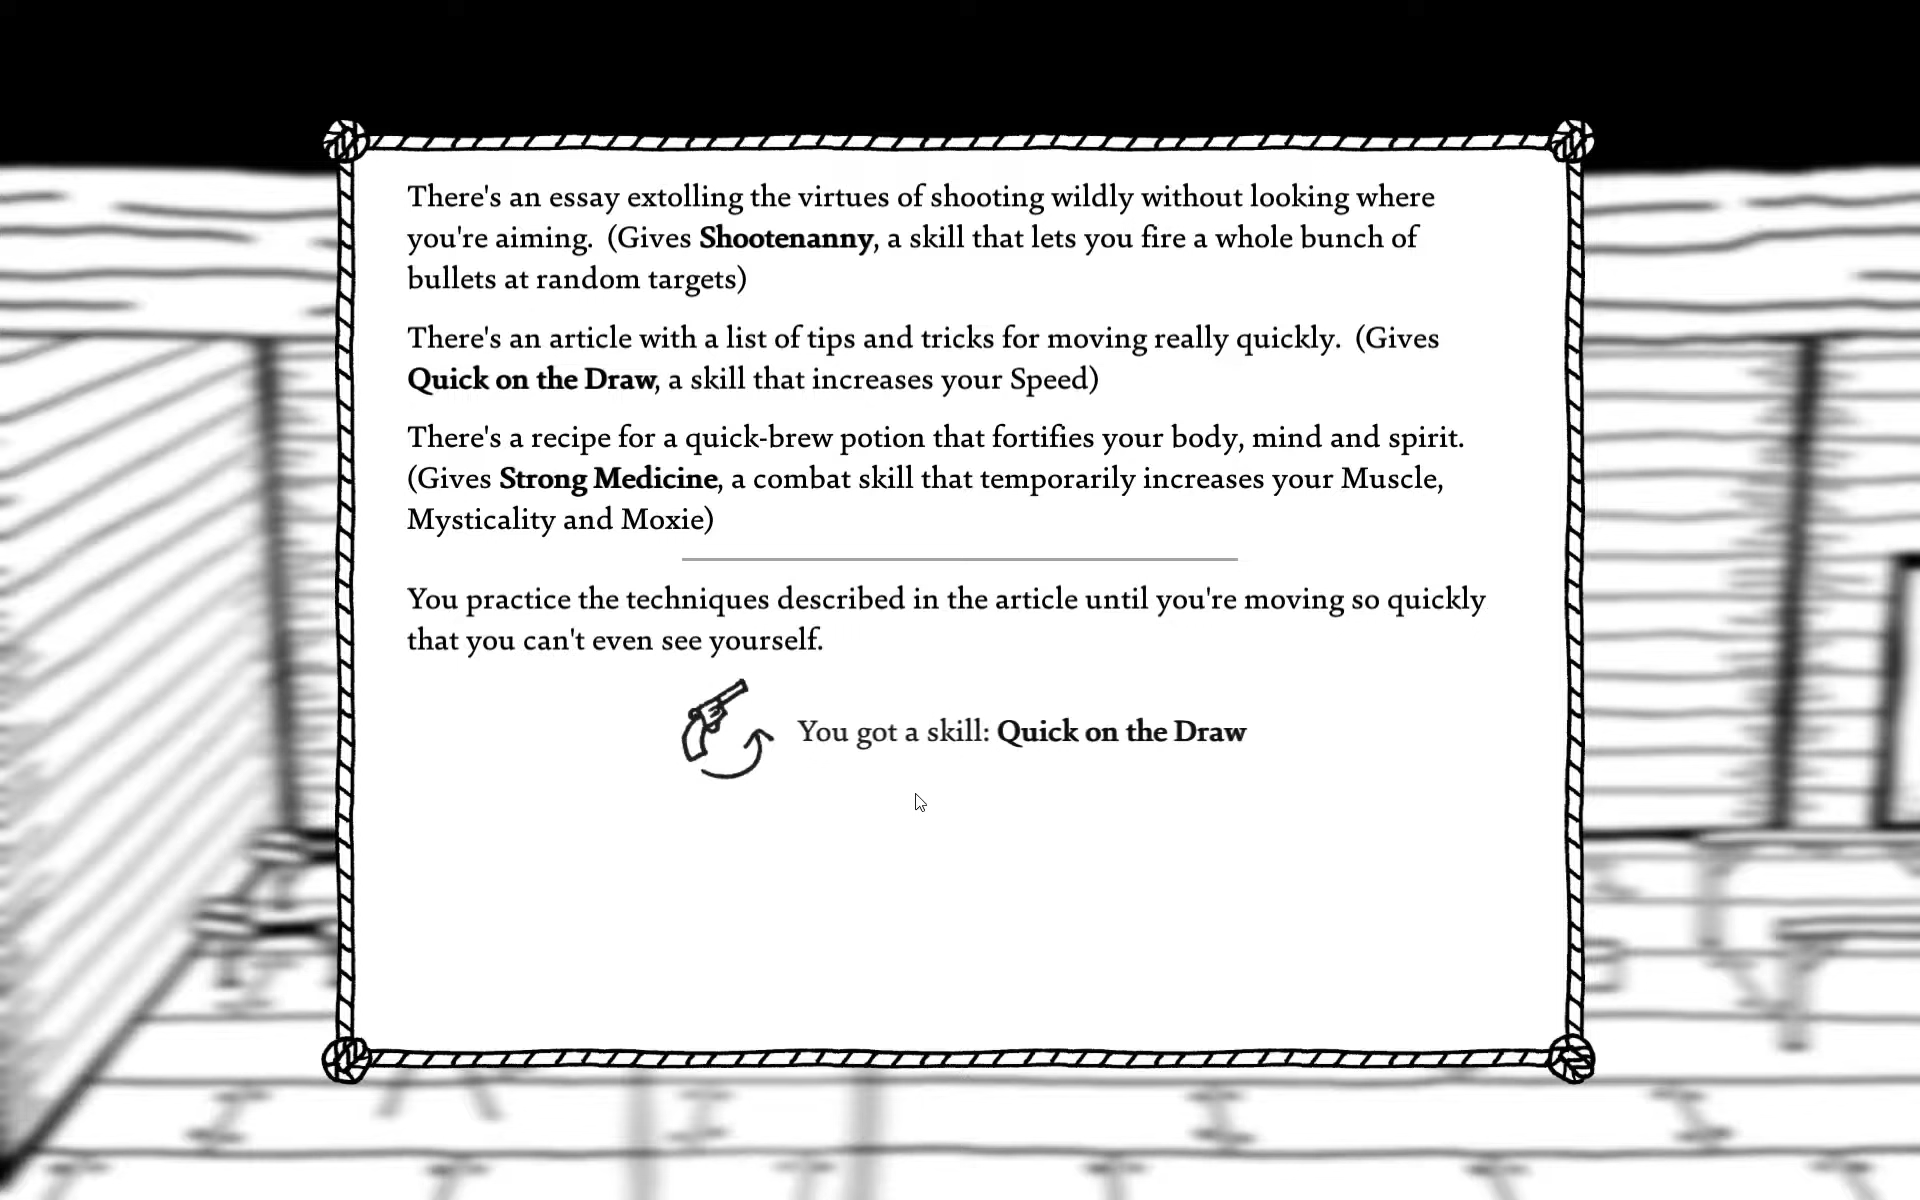 There's an essay extolling the virtues of shooting wildly without looking where
you're aiming.  (Gives Shootenanny, a skill that lets you fire a whole bunch of
bullets at random targets)
There's an article with a list of tips and tricks for moving really quickly.  (Gives
Quick on the Draw, a skill that increases your Speed)
There's a recipe for a quick-brew potion that fortifies your body, mind and spirit.
(Gives Strong Medicine, a combat skill that temporarily increases your Muscle,
Mysticality and Moxie)
You practice the techniques described in the article until you're moving so quickly
that you can't even see yourself.
You got a skill: Quick on the Draw